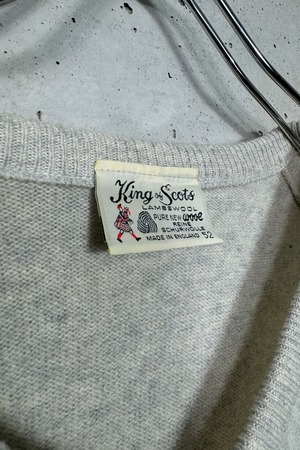 King of Scots
LAMBSWOOL
PURE NEW wool
REINE
SCHURWOLLE
MADE IN ENGLAND 52